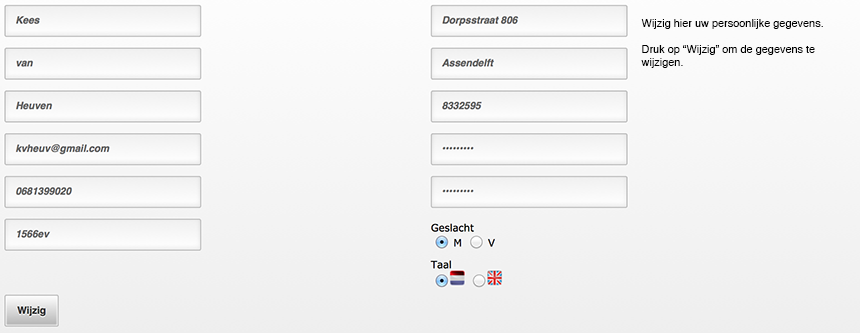 Kees
van
Heuven
kvheuv@gmail.com
0681399020
1566ev
Wijzig
Dorpsstraat 806
Assendelft
8332595
•••••••••
•••••••••
Geslacht
M V
Taal
Wijzig hier uw persoonlijke gegevens.
Druk op “Wijzig” om de gegevens te
wijzigen.